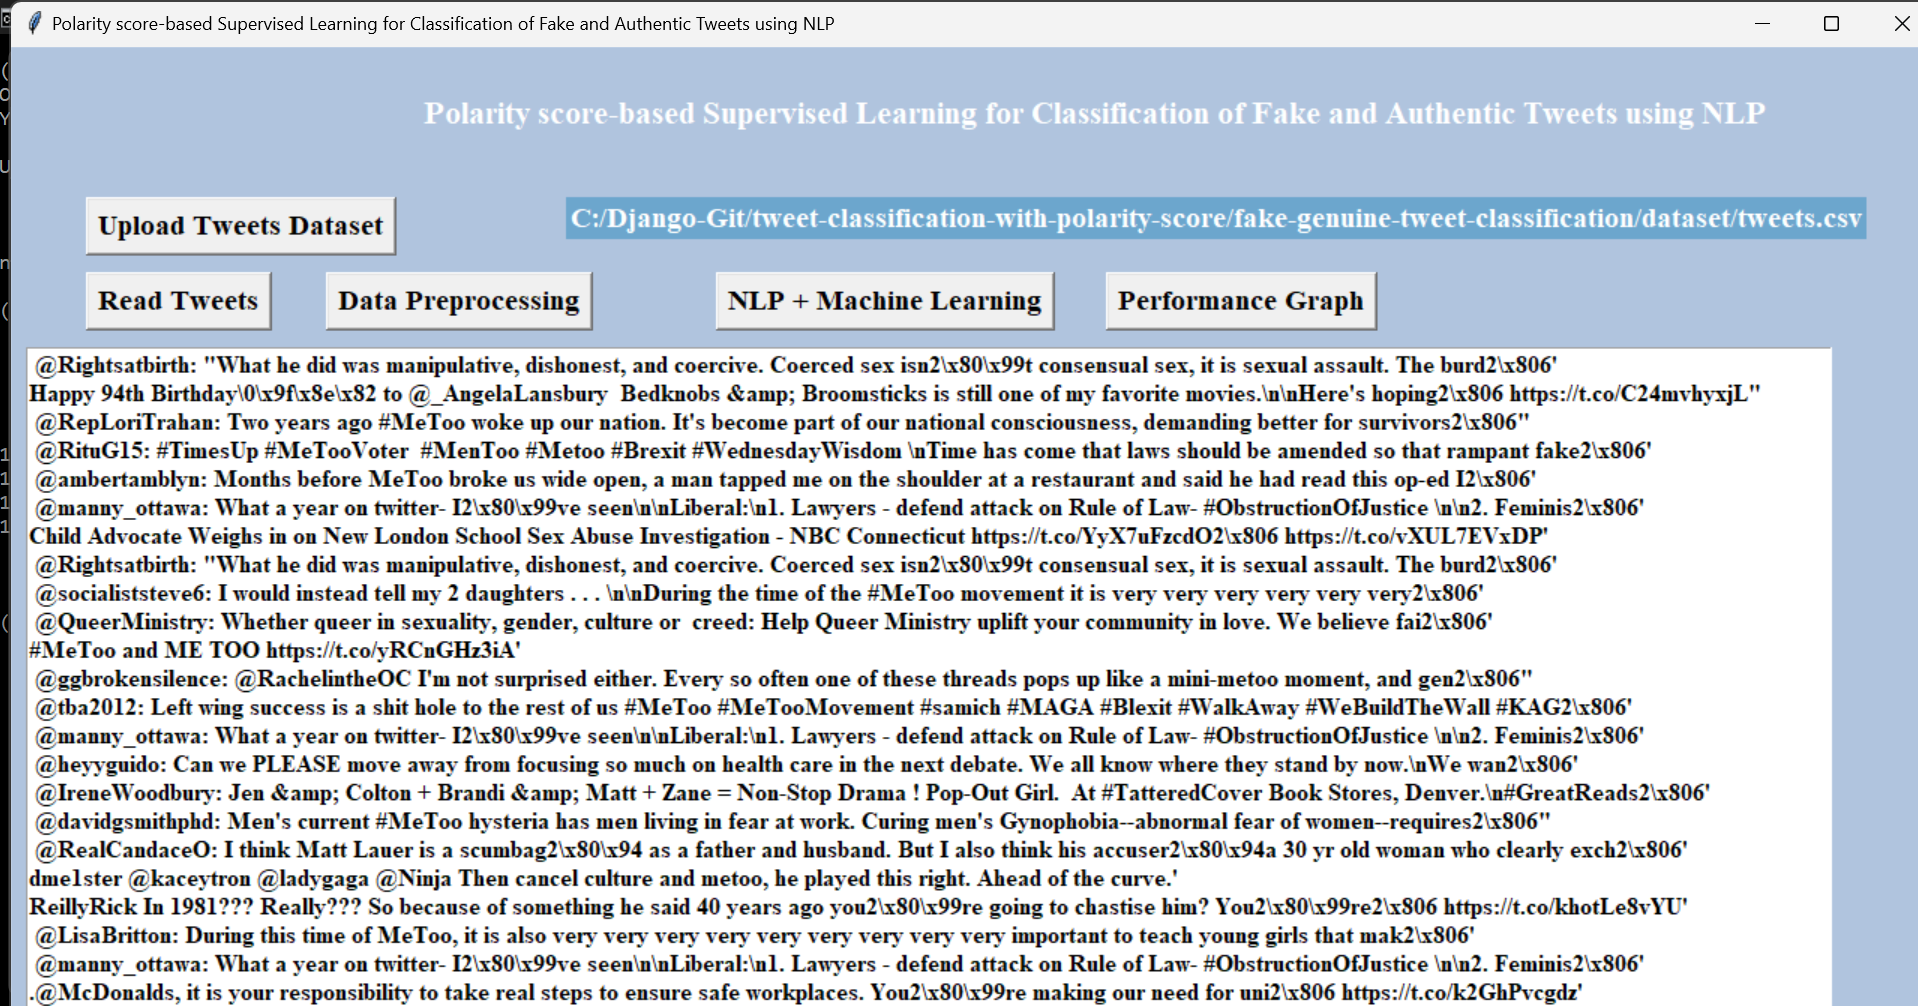 Polarity score-based Supervised Learning for Classification of Fake and Authentic Tweets using NLP
Polarity score-based Supervised Learning for Classification of Fake and Authentic Tweets using NLP
Upload Tweets Dataset
C:/Django-Git/tweet-classification-with-polarity-score/fake-genuine-tweet-classification/dataset/tweets.csv
Read Tweets Data Preprocessing NLP + Machine Learning Performance Graph
@Rightsatbirth: "What he did was manipulative, dishonest, and coercive. Coerced sex isn2\x80\x99t consensual sex, it is sexual assault. The burd2\x806'
Happy 94th Birthday\0\x9f\x8e\x82 to @_AngelaLansbury  Bedknobs &amp; Broomsticks is still one of my favorite movies.\n\nHere's hoping2\x806 https://t.co/C24mvhyxjL"
@RepLoriTrahan: Two years ago #MeToo woke up our nation. It's become part of our national consciousness, demanding better for survivors2\x806"
@RituG15: #TimesUp #MeTooVoter  #MenToo #Metoo #Brexit #WednesdayWisdom \nTime has come that laws should be amended so that rampant fake2\x806'
@ambertamblyn: Months before MeToo broke us wide open, a man tapped me on the shoulder at a restaurant and said he had read this op-ed I2\x806'
@manny_ottawa: What a year on twitter- I2\x80\x99ve seen\n\nLiberal:\n1. Lawyers - defend attack on Rule of Law- #ObstructionOfJustice \n\n2. Feminis2\x806'
Child Advocate Weighs in on New London School Sex Abuse Investigation - NBC Connecticut https://t.co/YyX7uFzcdO2\x806 https://t.co/vXUL7EVxDP'
@Rightsatbirth: "What he did was manipulative, dishonest, and coercive. Coerced sex isn2\x80\x99t consensual sex, it is sexual assault. The burd2\x806'
@socialiststeve6: I would instead tell my 2 daughters . . . \n\nDuring the time of the #MeToo movement it is very very very very very very2\x806'
@QueerMinistry: Whether queer in sexuality, gender, culture or  creed: Help Queer Ministry uplift your community in love. We believe fai2\x806'
#MeToo and ME TOO https://t.co/yRCnGHz3iA'
@ggbrokensilence: @RachelintheOC I'm not surprised either. Every so often one of these threads pops up like a mini-metoo moment, and gen2\x806"
@tba2012: Left wing success is a shit hole to the rest of us #MeToo #MeTooMovement #samich #MAGA #Blexit #WalkAway #WeBuildTheWall #KAG2\x806'
@manny_ottawa: What a year on twitter- I2\x80\x99ve seen\n\nLiberal:\n1. Lawyers - defend attack on Rule of Law- #ObstructionOfJustice \n\n2. Feminis2\x806'
@heyyguido: Can we PLEASE move away from focusing so much on health care in the next debate. We all know where they stand by now.\nWe wan2\x806'
@IreneWoodbury: Jen &amp; Colton + Brandi &amp; Matt + Zane = Non-Stop Drama ! Pop-Out Girl.  At #TatteredCover Book Stores, Denver.\n#GreatReads2\x806'
@davidgsmithphd: Men's current #MeToo hysteria has men living in fear at work. Curing men's Gynophobia--abnormal fear of women--requires2\x806"
@RealCandaceO: I think Matt Lauer is a scumbag2\x80\x94 as a father and husband. But I also think his accuser2\x80\x94a 30 yr old woman who clearly exch2\x806'
dme1ster @kaceytron @ladygaga @Ninja Then cancel culture and metoo, he played this right. Ahead of the curve.'
ReillyRick In 1981??? Really??? So because of something he said 40 years ago you2\x80\x99re going to chastise him? You2\x80\x99re2\x806 https://t.co/khotLe8vYU'
@LisaBritton: During this time of MeToo, it is also very very very very very very very very very important to teach young girls that mak2\x806'
@manny_ottawa: What a year on twitter- I2\x80\x99ve seen\n\nLiberal:\n1. Lawyers - defend attack on Rule of Law- #ObstructionOfJustice \n\n2. Feminis2\x806'
.@McDonalds, it is your responsibility to take real steps to ensure safe workplaces. You2\x80\x99re making our need for uni2\x806 https://t.co/k2GhPvcgdz'